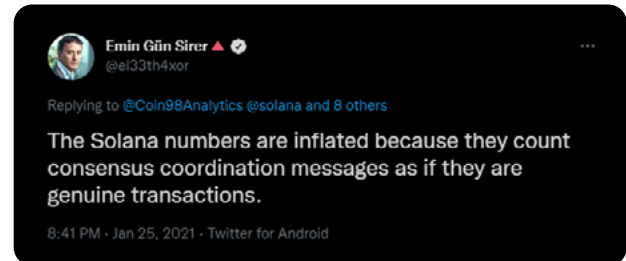 Emin Gün Sirer
@el33th4xor
Replying to @Coin98Analytics @solana and 8 others
The Solana numbers are inflated because they count
consensus coordination messages as if they are
genuine transactions.
8:41 PM · Jan 25, 2021 · Twitter for Android